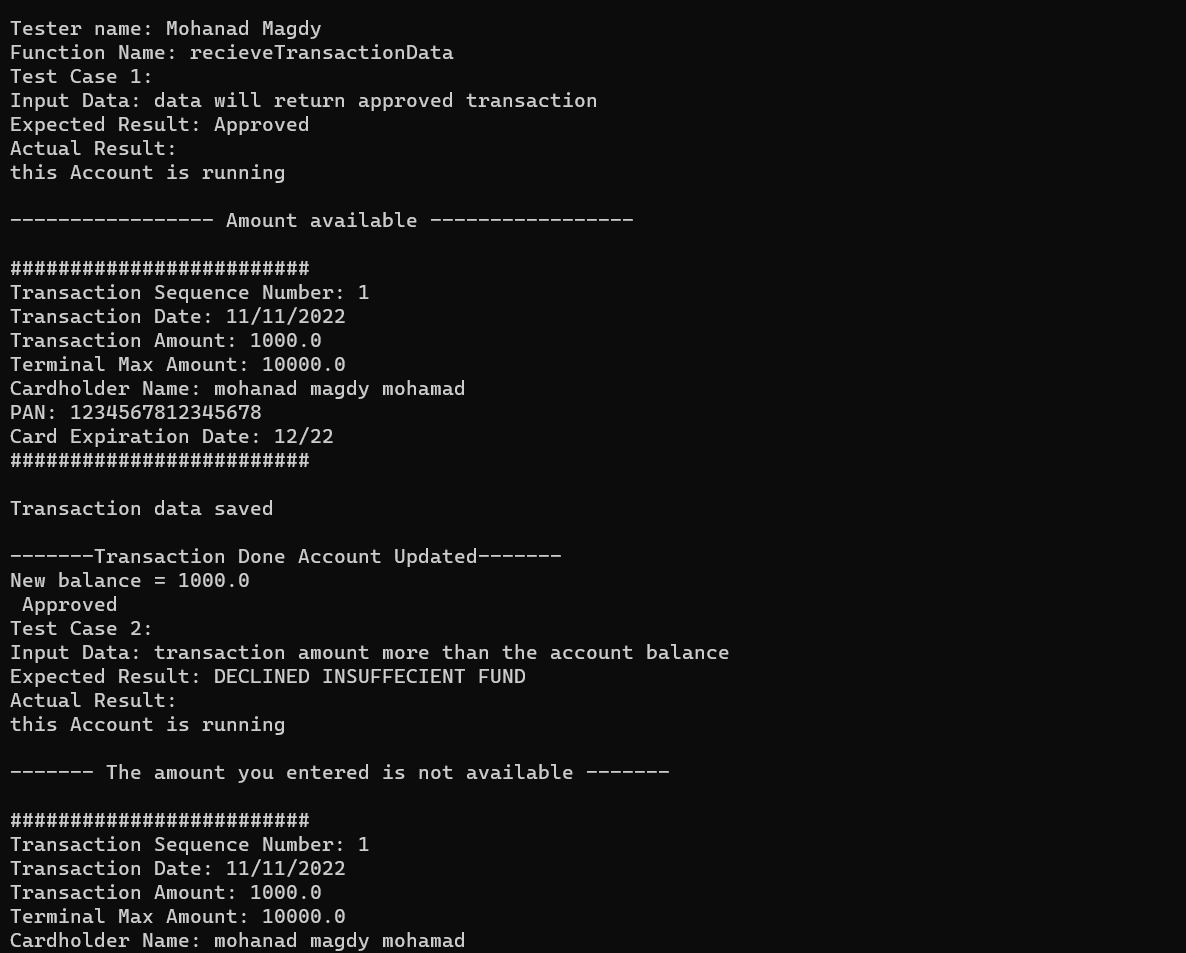 Tester name: Mohanad Magdy
Function Name: recieveTransactionData
Test Case 1:
Input Data: data will return approved transaction
Expected Result: Approved
Actual Result:
this Account is running
----------------- Amount available -----------------
#########################
Transaction Sequence Number: 1
Transaction Date: 11/11/2022
Transaction Amount: 1000.0
Terminal Max Amount: 10000.0
Cardholder Name: mohanad magdy mohamad
PAN: 1234567812345678
Card Expiration Date: 12/22
#########################
Transaction data saved
-------Transaction Done Account Updated-------
New balance = 1000.0
Approved
Test Case 2:
Input Data: transaction amount more than the account balance
Expected Result: DECLINED INSUFFECIENT FUND
Actual Result:
this Account is running
------- The amount you entered is not available -------
#########################
Transaction Sequence Number: 1
Transaction Date: 11/11/2022
Transaction Amount: 1000.0
Terminal Max Amount: 10000.0
Cardholder Name: mohanad magdy mohamad